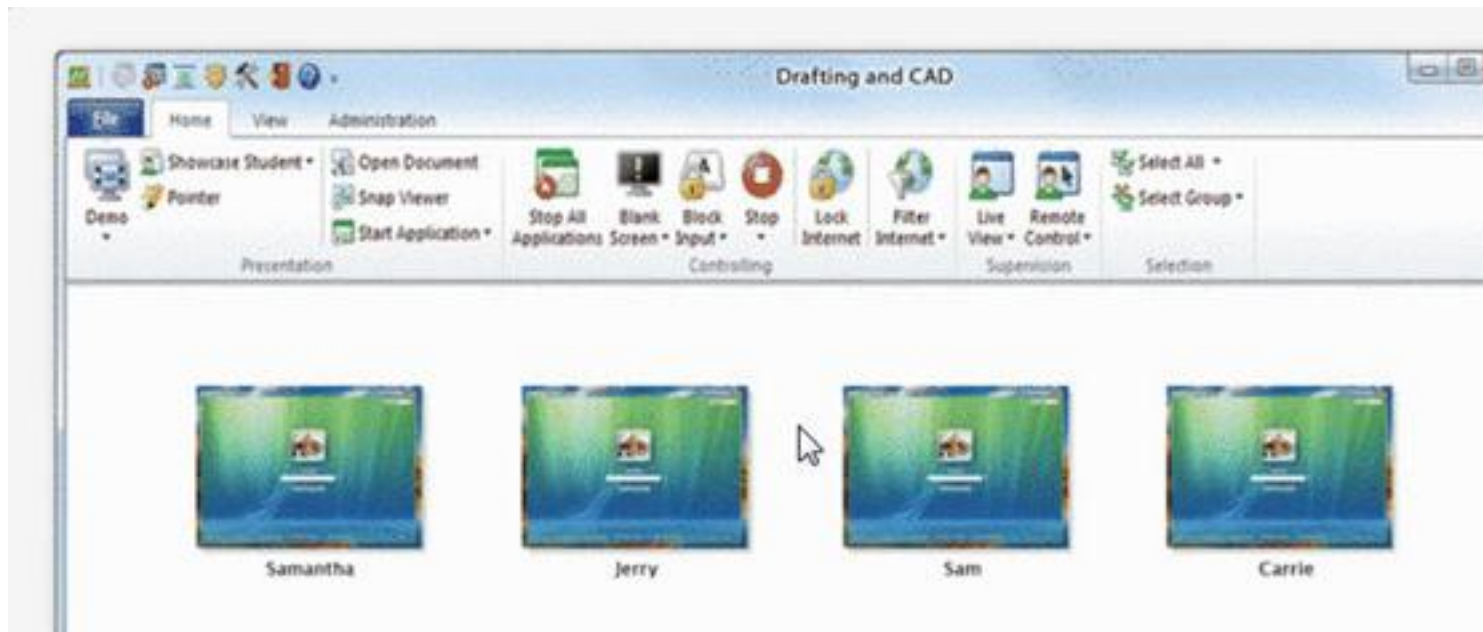 Drafting and CAD
File Home View Administration
Demo
Showcase Student
Pointer
Open Document
Snap Viewer
Start Application
Presentation
Stop All
Applications
Blank
Screen
Block
Input
Stop
Lock
Internet
Filter
Internet
Controlling
Live
View
Remote
Control
Supervision
Select All
Select Group
Selection
Samantha
Jerry
Sam
Carrie